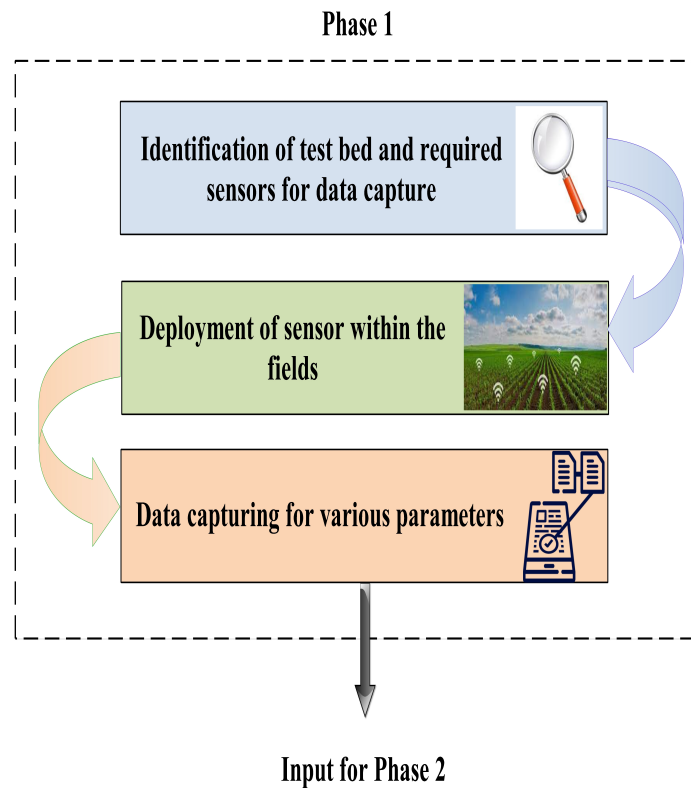 Phase 1
Identification of test bed and required
sensors for data capture
Deployment of sensor within the
fields
Data capturing for various parameters
Input for Phase 2